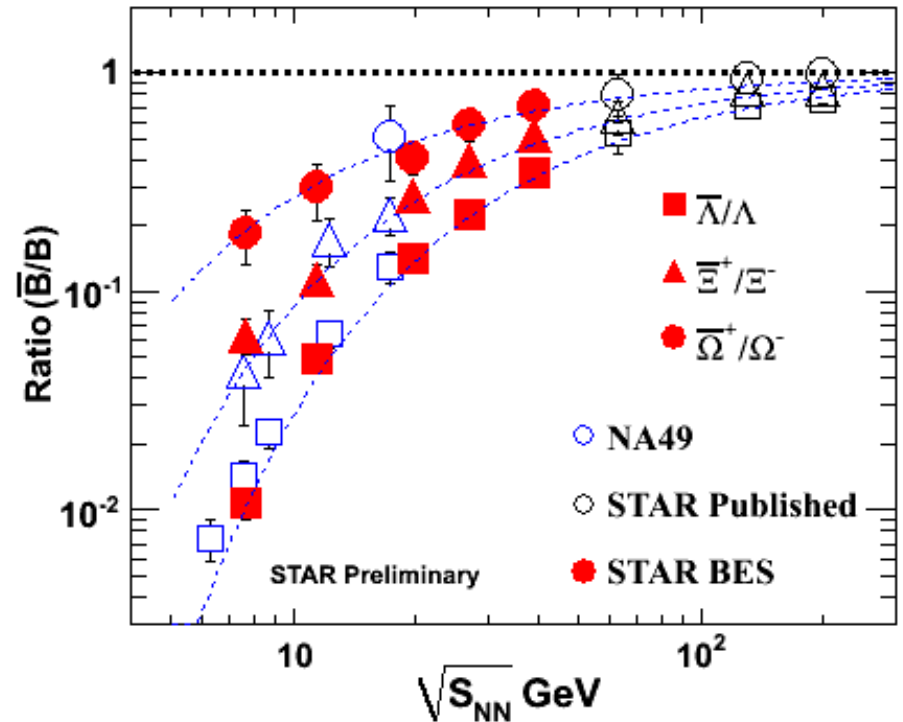 Ratio (B̅/B)
1
10⁻¹
10⁻²
Λ̅/Λ
Ξ̅⁺/Ξ⁻
Ω̅⁺/Ω⁻
NA49
STAR Published
STAR BES
STAR Preliminary
10
10²
√S_NN GeV